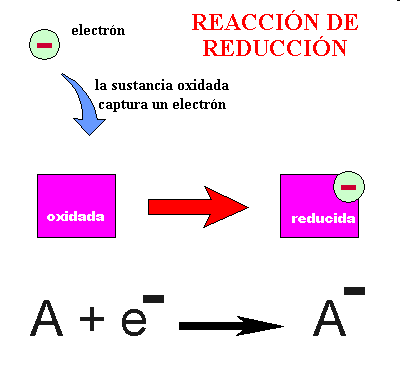 REACCIÓN DE
REDUCCIÓN
electrón
la sustancia oxidada
captura un electrón
oxidada
reducida
A + e⁻ → A⁻